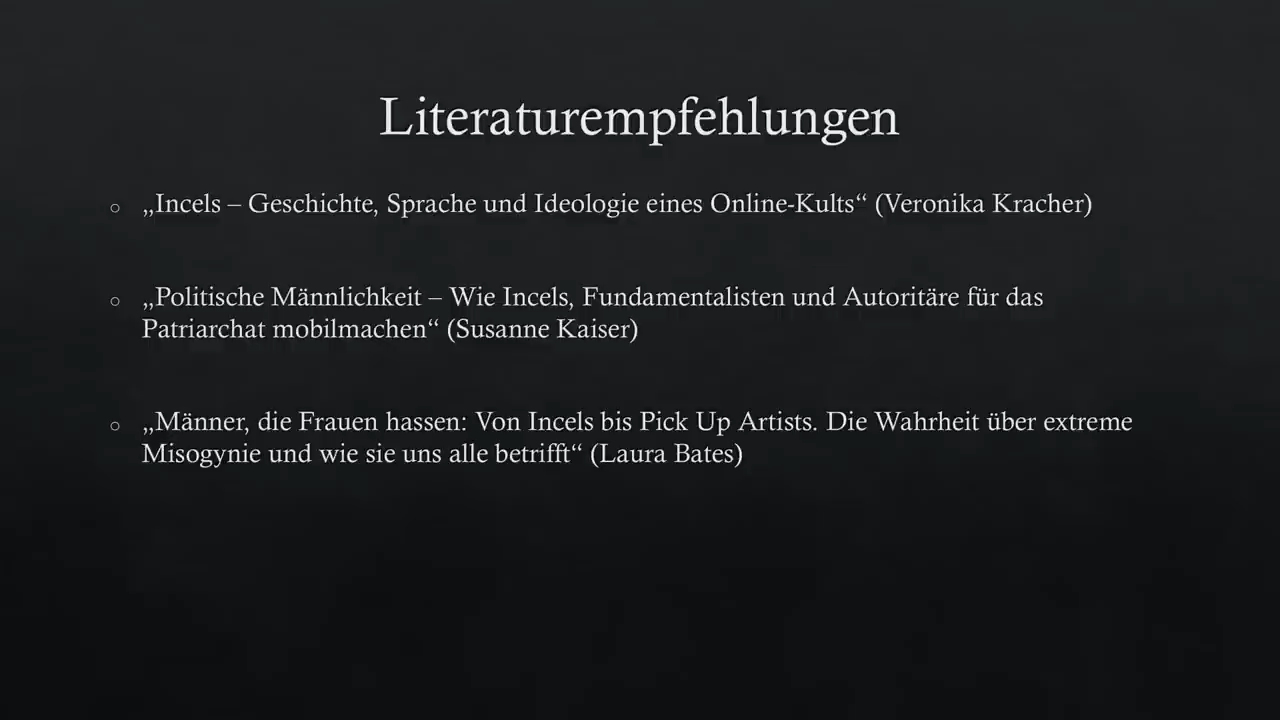 Literaturempfehlungen
„Incels – Geschichte, Sprache und Ideologie eines Online-Kults“ (Veronika Kracher)
„Politische Männlichkeit – Wie Incels, Fundamentalisten und Autoritäre für das
Patriarchat mobilmachen“ (Susanne Kaiser)
„Männer, die Frauen hassen: Von Incels bis Pick Up Artists. Die Wahrheit über extreme
Misogynie und wie sie uns alle betrifft“ (Laura Bates)